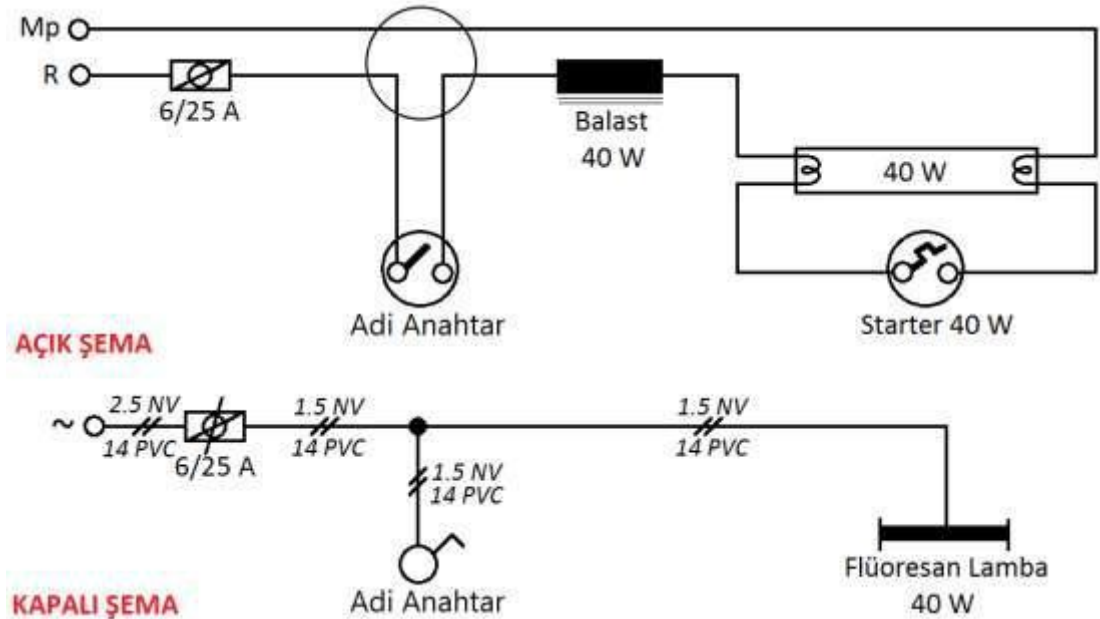 Mp
R
6/25 A
Balast
40 W
40 W
Adi Anahtar
Starter 40 W
AÇIK ŞEMA
~
2.5 NV
14 PVC
6/25 A
1.5 NV
14 PVC
1.5 NV
14 PVC
1.5 NV
14 PVC
Adi Anahtar
Flüoresan Lamba
40 W
KAPALI ŞEMA